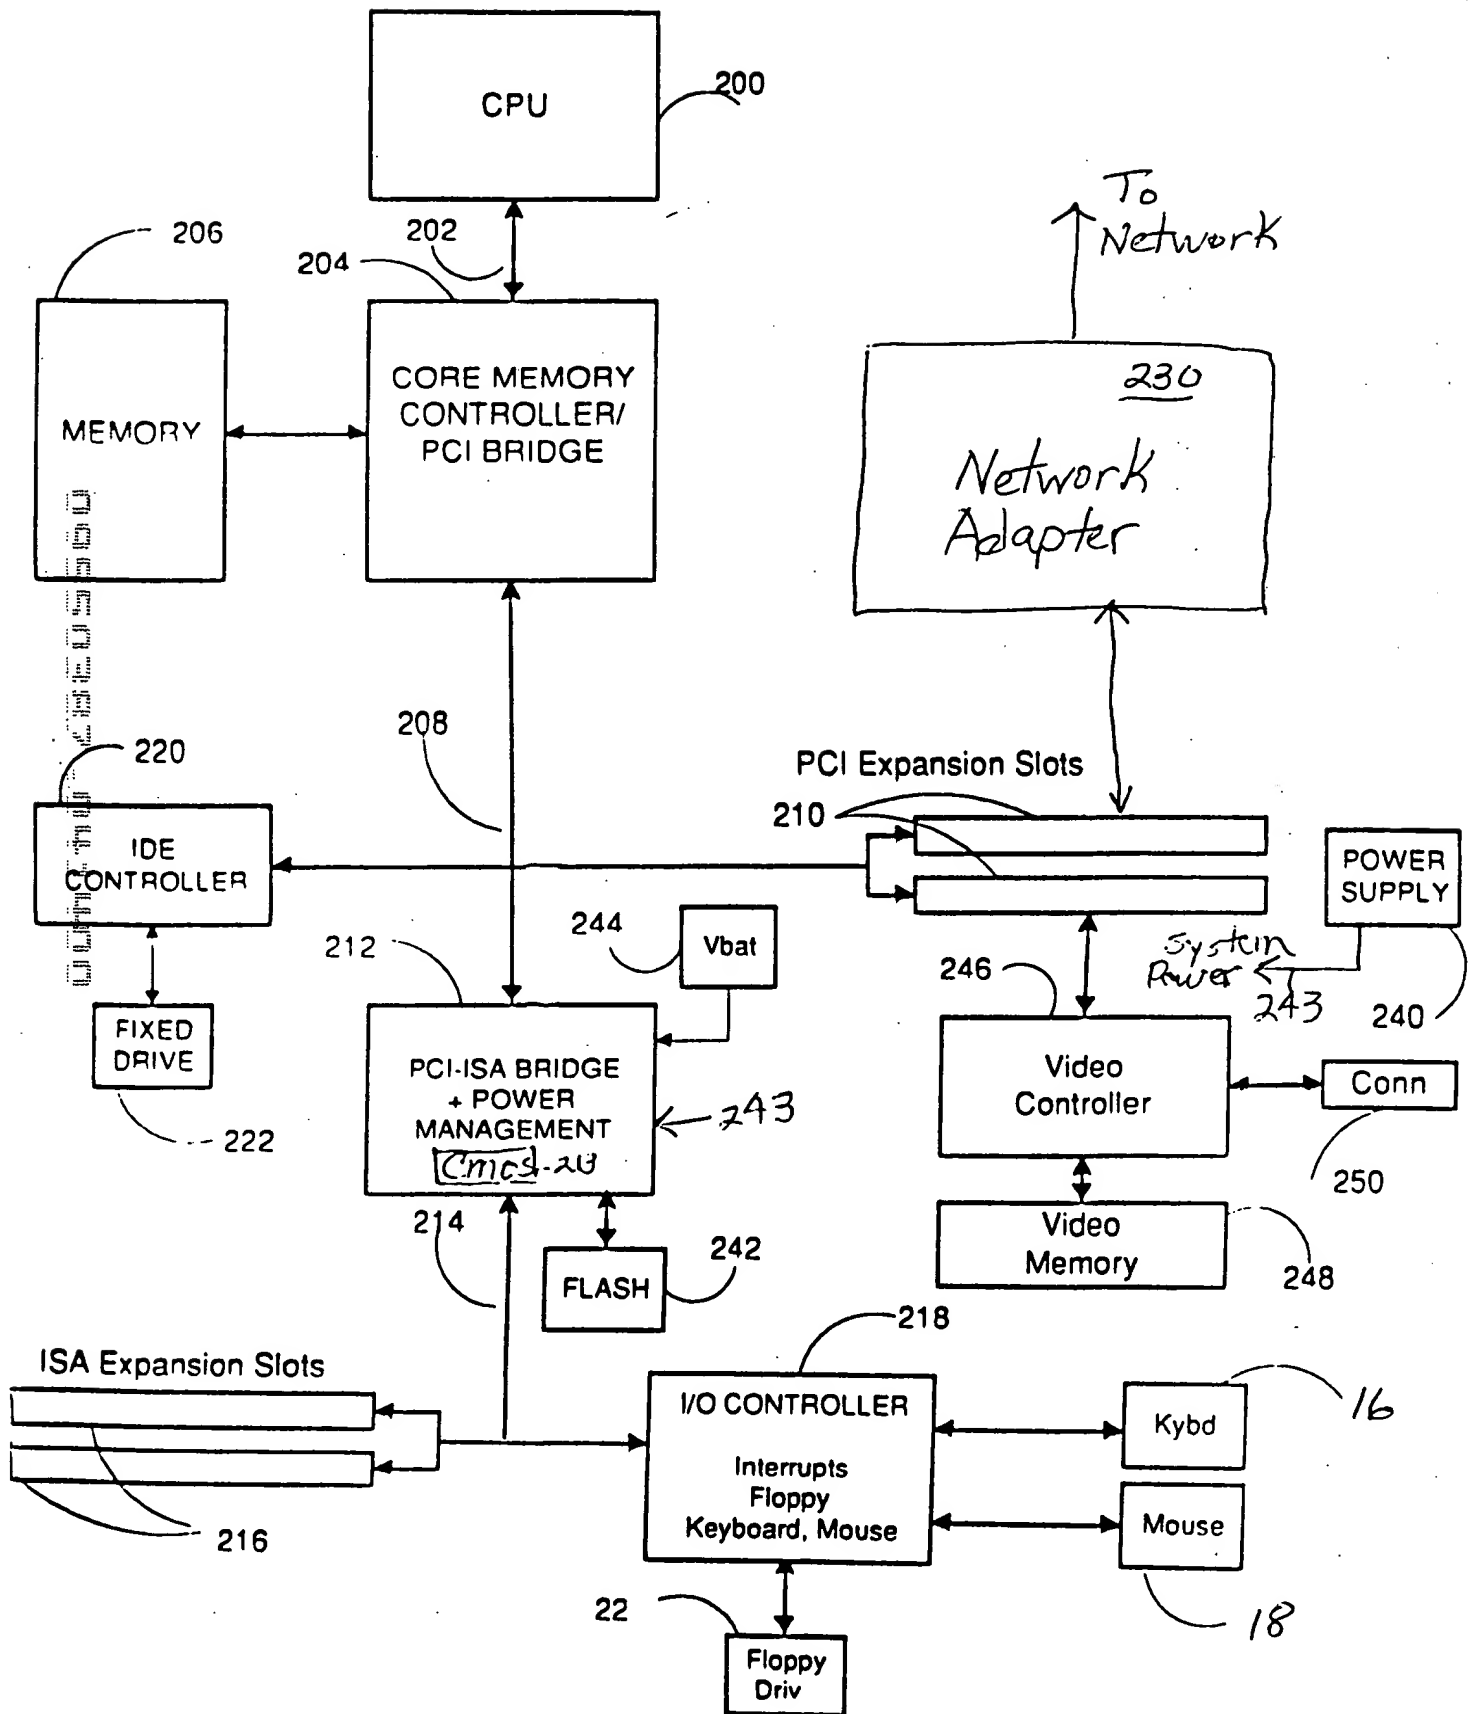 CPU
200
To
Network
206
202
204
MEMORY
CORE MEMORY
CONTROLLER/
PCI BRIDGE
230
Network
Adapter
208
220
PCI Expansion Slots
210
IDE
CONTROLLER
POWER
SUPPLY
244
Vbat
212
246
System
Power
243
240
FIXED
DRIVE
222
PCI-ISA BRIDGE
+ POWER
MANAGEMENT
243
Video
Controller
Conn
250
214
242
FLASH
Video
Memory
248
218
ISA Expansion Slots
216
I/O CONTROLLER
Interrupts
Floppy
Keyboard, Mouse
Kybd
16
Mouse
18
22
Floppy
Driv